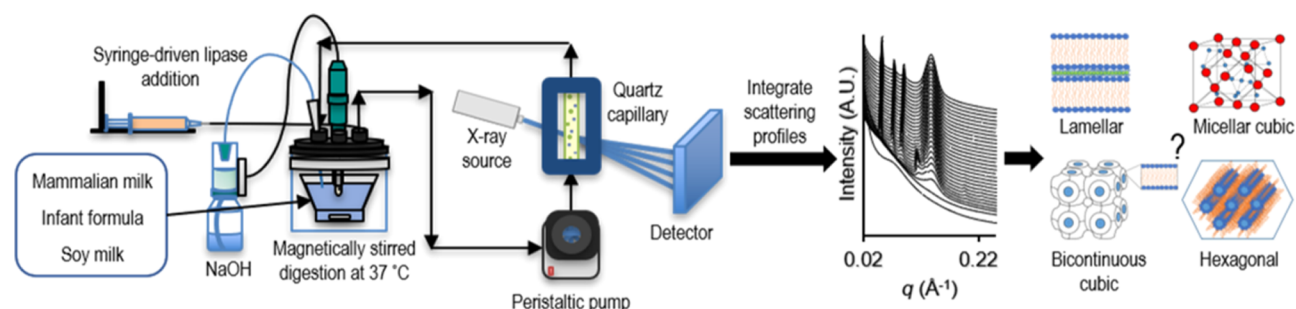 Syringe-driven lipase
addition
Mammalian milk
Infant formula
Soy milk
NaOH
Magnetically stirred
digestion at 37 ˚C
X-ray
source
Quartz
capillary
Peristaltic pump
Detector
Integrate
scattering
profiles
Intensity (A.U.)
0.02
0.22
q (Å-1)
Lamellar
Micellar cubic
?
Bicontinuous
cubic
Hexagonal